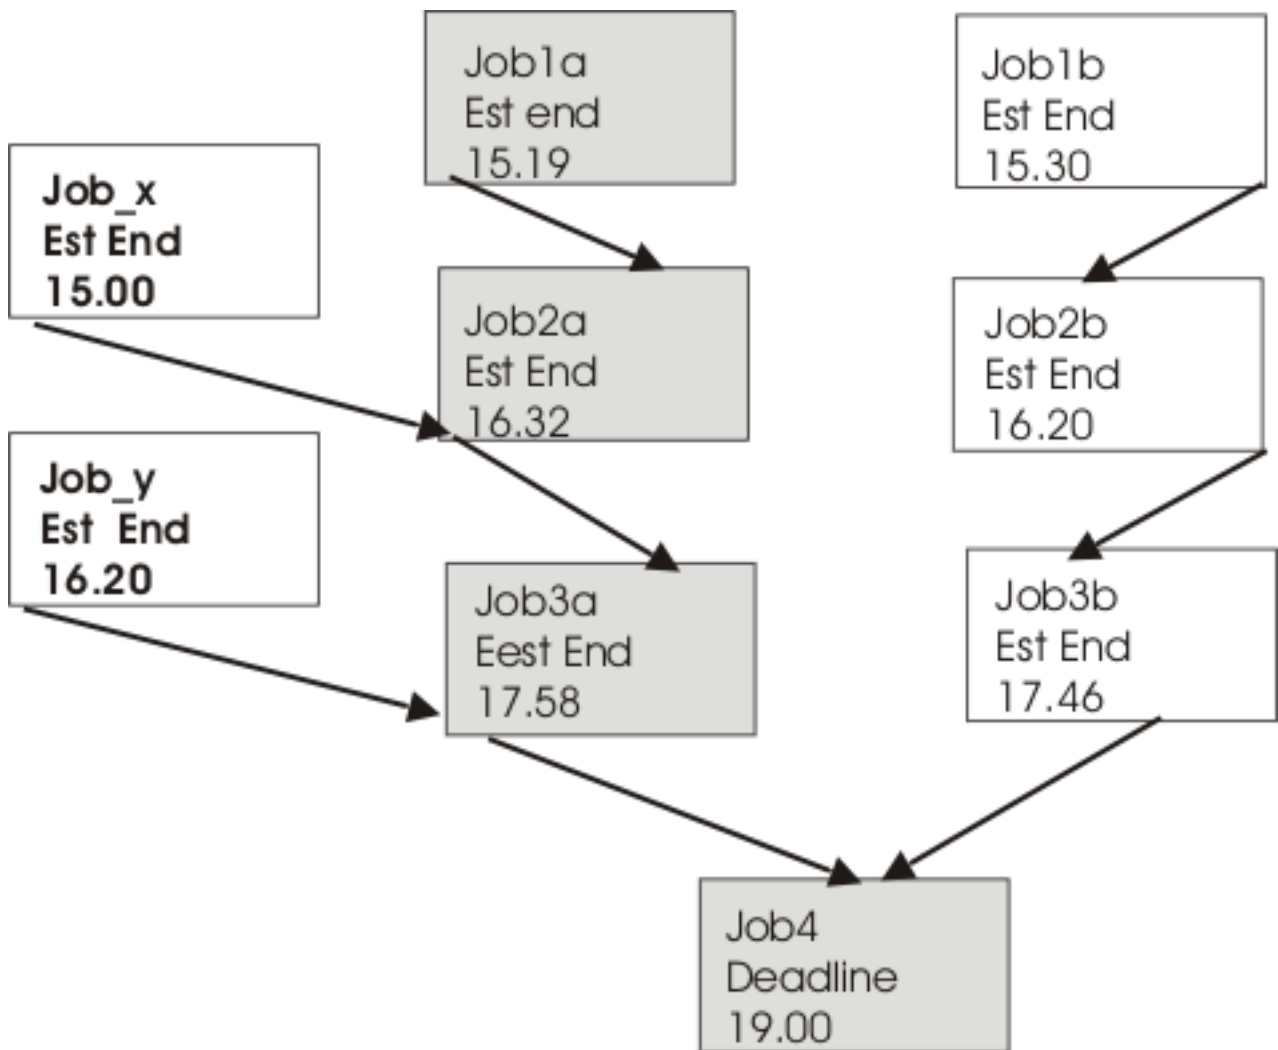 Job1a
Est end
15.19
Job1b
Est End
15.30
Job_x
Est End
15.00
Job2a
Est End
16.32
Job2b
Est End
16.20
Job_y
Est  End
16.20
Job3a
Eest End
17.58
Job3b
Est End
17.46
Job4
Deadline
19.00